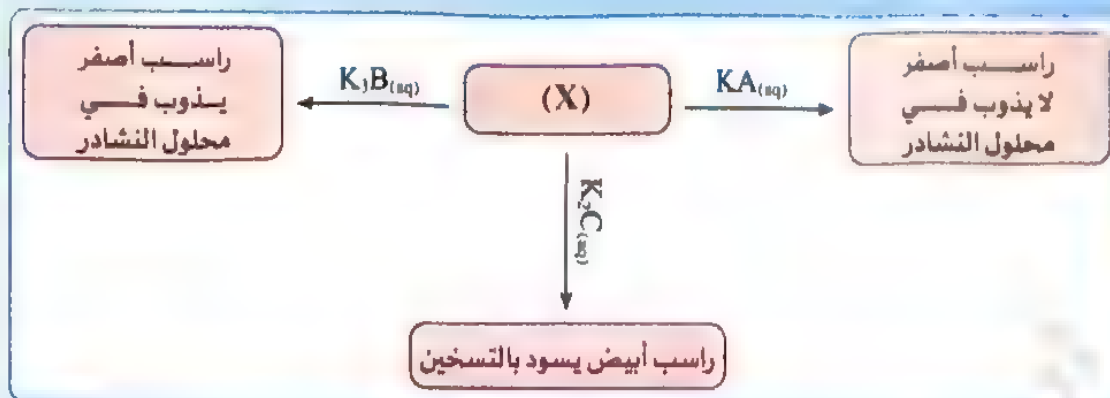 راسب أصفر
يذوب في
محلول النشادر
K₃B(aq)
(X)
KA(aq)
راسب أصفر
لا يذوب في
محلول النشادر
K₂C(aq)
راسب أبيض يسود بالتسخين